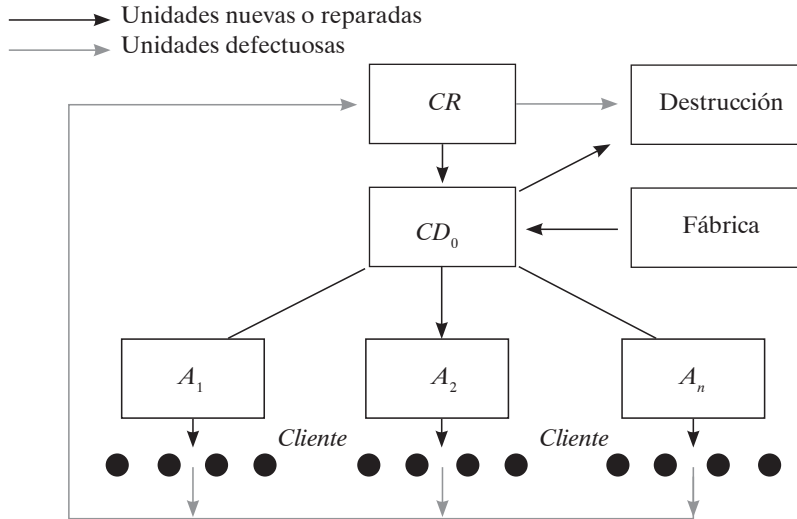 Unidades nuevas o reparadas
Unidades defectuosas
CR
Destrucción
CD0
Fábrica
A1
A2
An
Cliente
Cliente